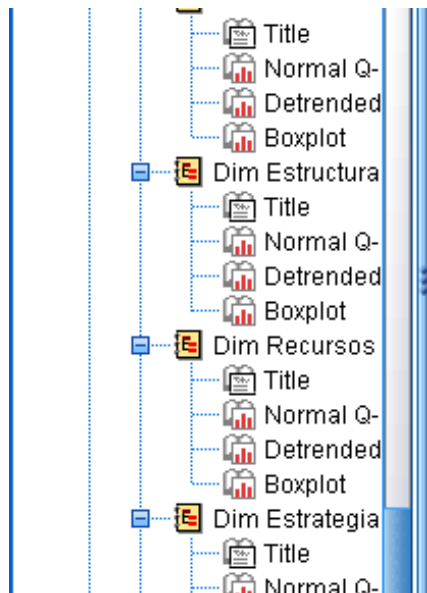 Title
Normal Q-
Detrended
Boxplot
Dim Estructura
Title
Normal Q-
Detrended
Boxplot
Dim Recursos
Title
Normal Q-
Detrended
Boxplot
Dim Estrategia
Title
Normal Q-